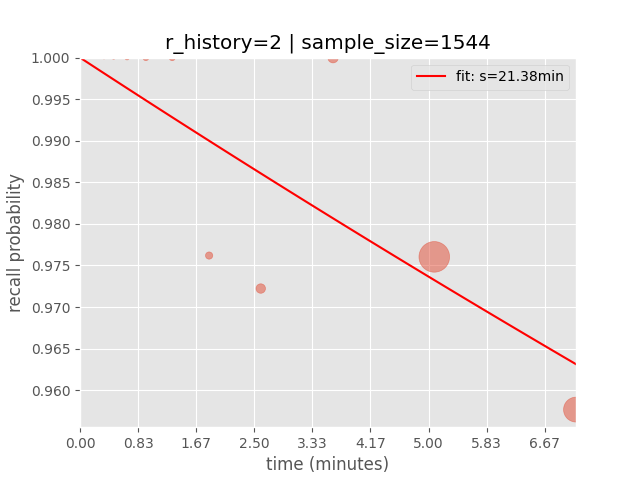 r_history=2 | sample_size=1544
fit: s=21.38min
1.000
0.995
0.990
0.985
0.980
0.975
0.970
0.965
0.960
recall probability
0.00 0.83 1.67 2.50 3.33 4.17 5.00 5.83 6.67
time (minutes)